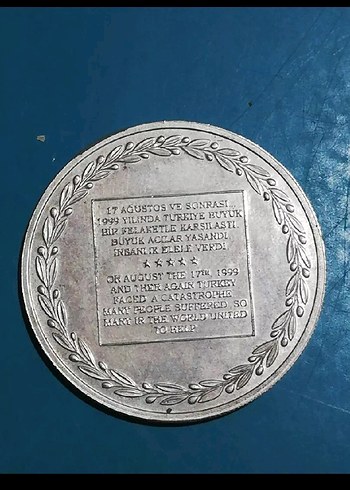 17 AĞUSTOS VE SONRASI...
1999 YILINDA TÜRKİYE BÜYÜK
BİR FELAKETLE KARŞILAŞTI.
BÜYÜK ACILAR YAŞANDI
İNSANLIK ELELE VERDİ.
★ ★ ★ ★ ★
ON AUGUST THE 17TH, 1999
AND THEN AGAIN TURKEY
FACED A CATASTROPHE
MANY PEOPLE SUFFERED, SO
MANY IN THE WORLD UNITED
TO HELP